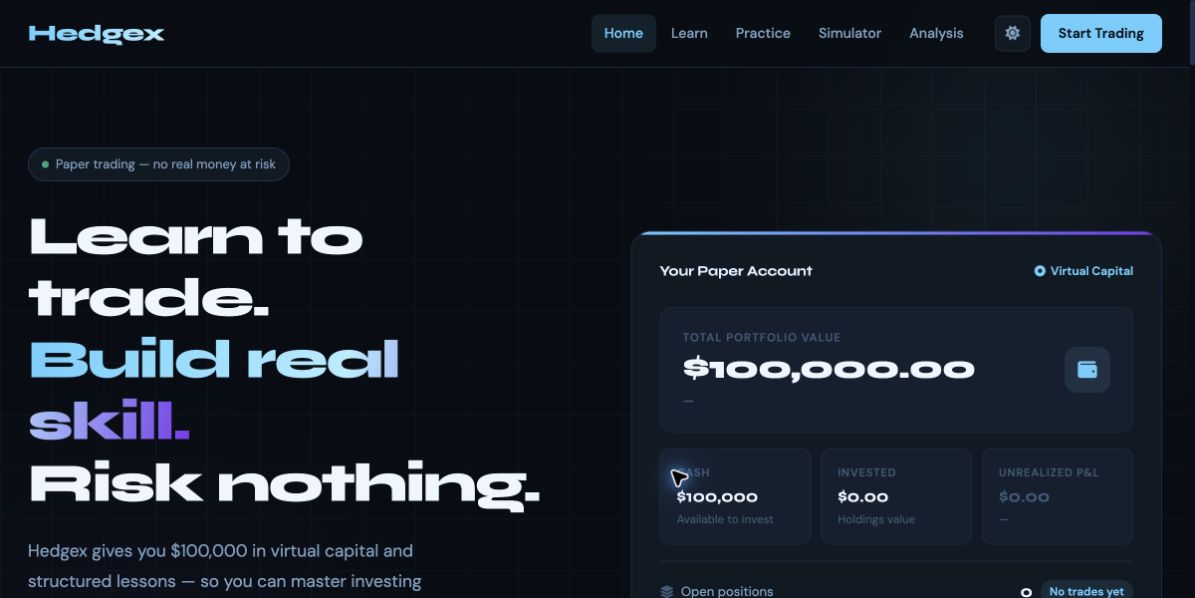 Hedgex
Home Learn Practice Simulator Analysis Start Trading
Paper trading — no real money at risk
Learn to
trade.
Build real
skill.
Risk nothing.
Hedgex gives you $100,000 in virtual capital and
structured lessons — so you can master investing
Your Paper Account Virtual Capital
TOTAL PORTFOLIO VALUE
$100,000.00
—
CASH
$100,000
Available to invest
INVESTED
$0.00
Holdings value
UNREALIZED P&L
$0.00
—
Open positions 0 No trades yet